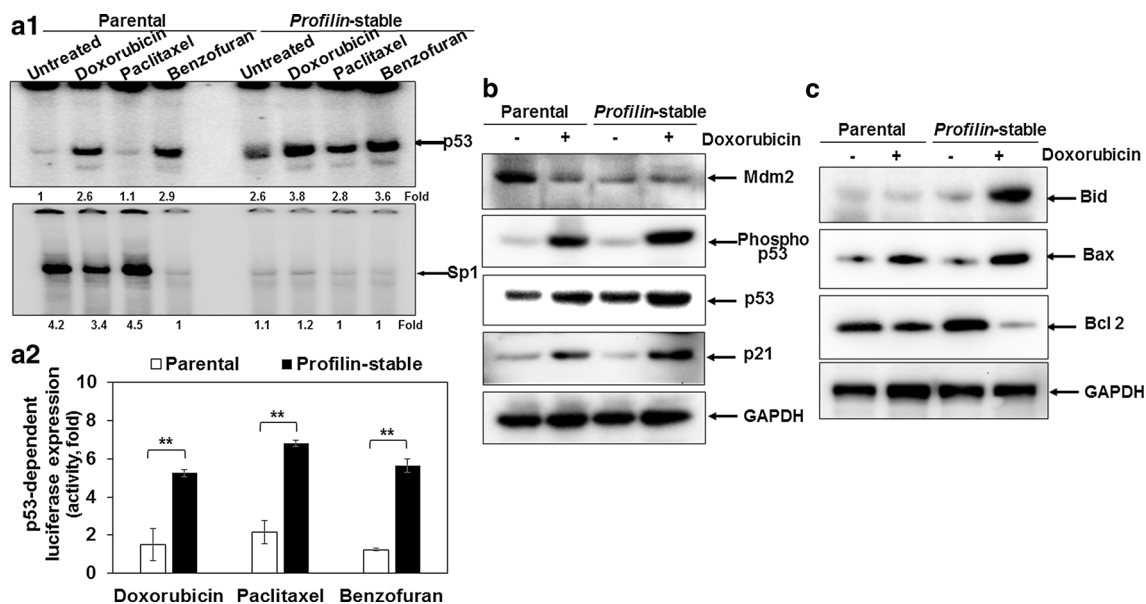 a1
Parental
Profilin-stable
Untreated
Doxorubicin
Paclitaxel
Benzofuran
Untreated
Doxorubicin
Paclitaxel
Benzofuran
p53
1 2.6 1.1 2.9 2.6 3.8 2.8 3.6 Fold
Sp1
4.2 3.4 4.5 1 1.1 1.2 1 1 Fold
a2
Parental Profilin-stable
p53-dependent
luciferase expression
(activity, fold)
10
8
6
4
2
0
** ** **
Doxorubicin Paclitaxel Benzofuran
b
Parental Profilin-stable
- + - + Doxorubicin
Mdm2
Phospho
p53
p53
p21
GAPDH
c
Parental Profilin-stable
- + - + Doxorubicin
Bid
Bax
Bcl 2
GAPDH